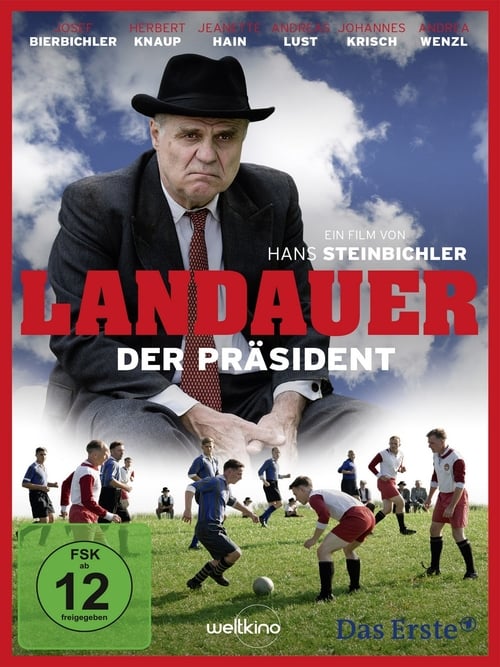 JOSEF HERBERT JEANETTE ANDREAS JOHANNES ANDREA
BIERBICHLER KNAUP HAIN LUST KRISCH WENZL
EIN FILM VON
HANS STEINBICHLER
LANDAUER
DER PRÄSIDENT
FSK
ab
12
freigegeben
weltkino
Das Erste